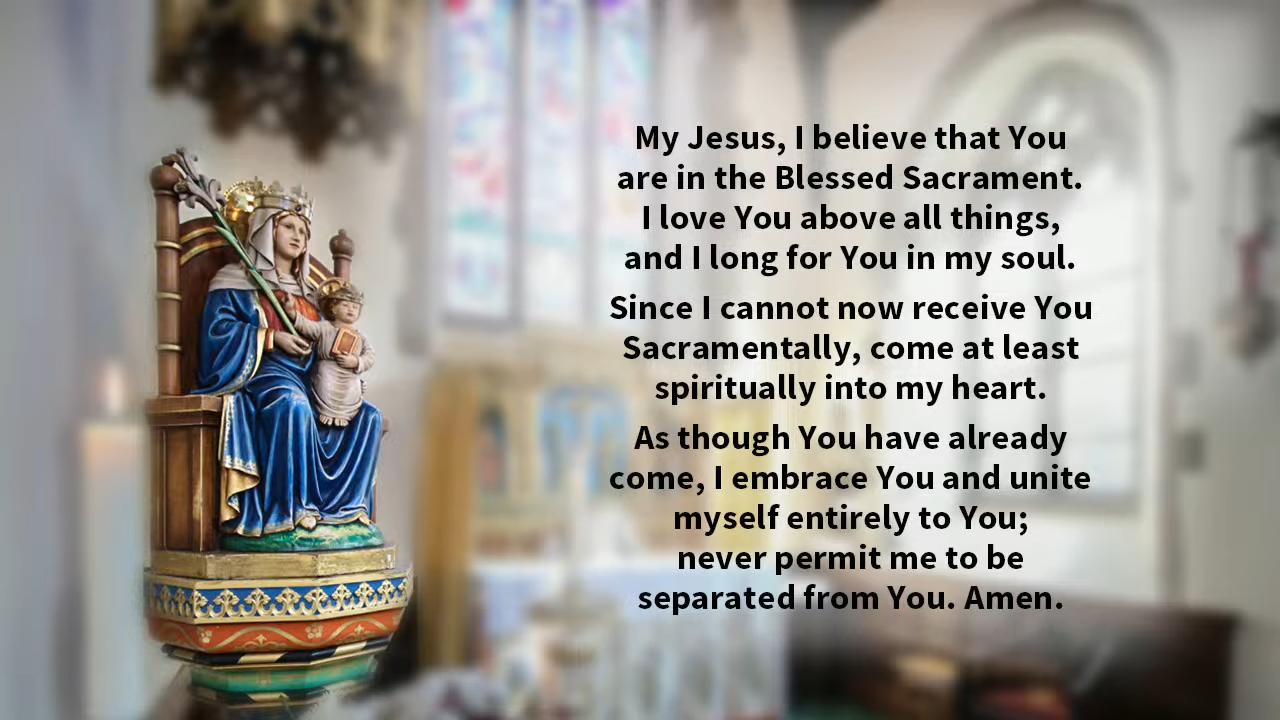 My Jesus, I believe that You
are in the Blessed Sacrament.
I love You above all things,
and I long for You in my soul.
Since I cannot now receive You
Sacramentally, come at least
spiritually into my heart.
As though You have already
come, I embrace You and unite
myself entirely to You;
never permit me to be
separated from You. Amen.